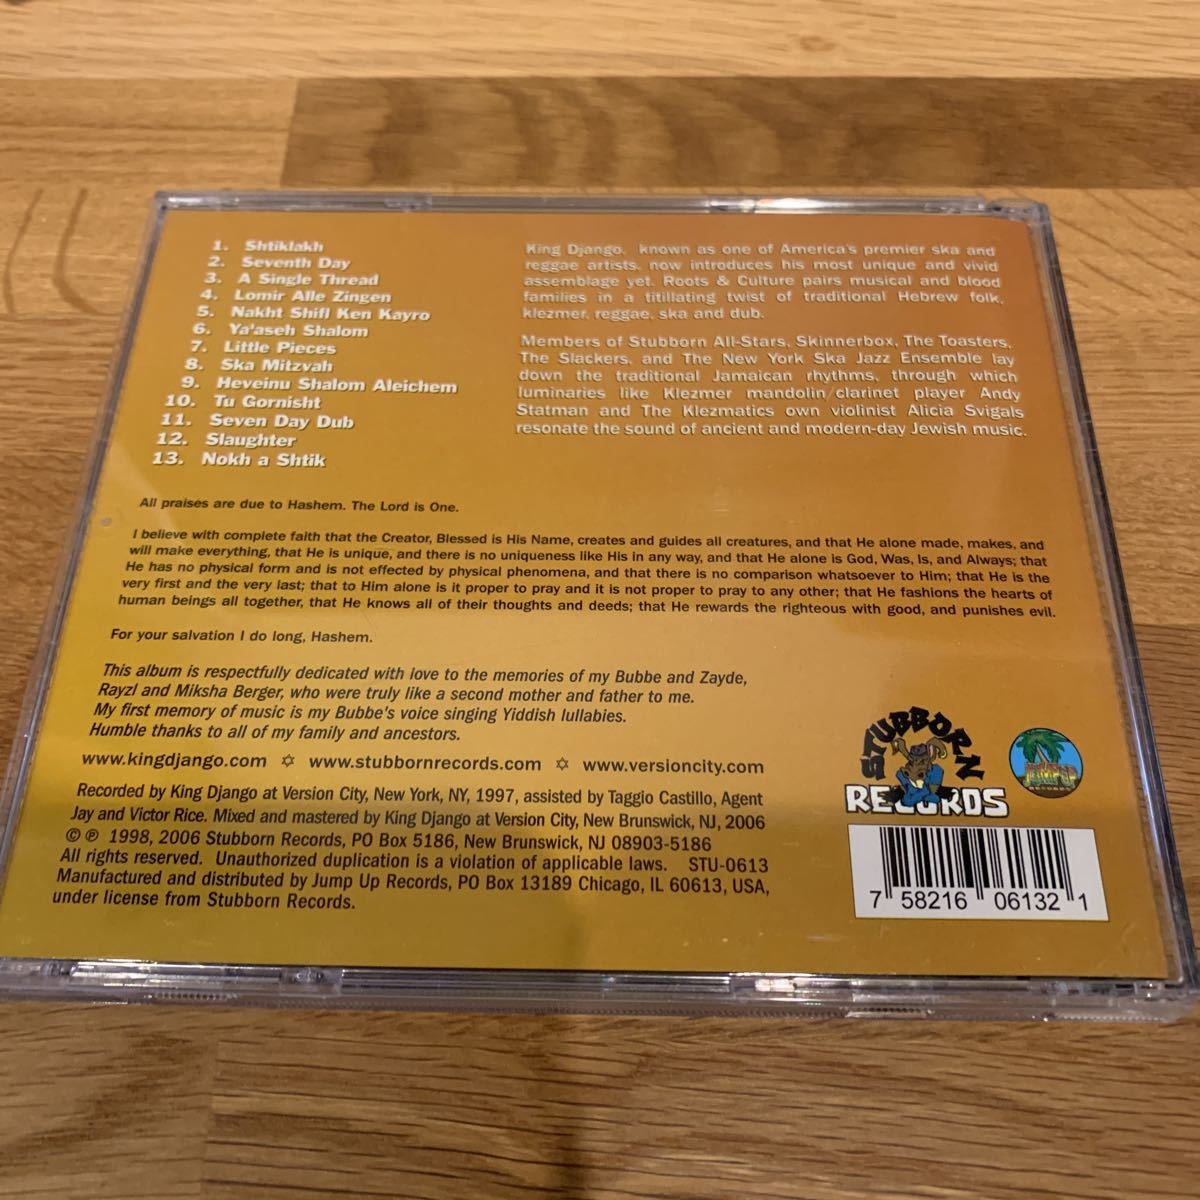 1. Shtiklakh
2. Seventh Day
3. A Single Thread
4. Lomir Alle Zingen
5. Nakht Shifl Ken Kayro
6. Ya'aseh Shalom
7. Little Pieces
8. Ska Mitzvah
9. Heveinu Shalom Aleichem
10. Tu Gornisht
11. Seven Day Dub
12. Slaughter
13. Nokh a Shtik
King Django, known as one of America's premier ska and
reggae artists, now introduces his most unique and vivid
assemblage yet. Roots & Culture pairs musical and blood
families in a titillating twist of traditional Hebrew folk,
klezmer, reggae, ska and dub.
Members of Stubborn All-Stars, Skinnerbox, The Toasters,
The Slackers, and The New York Ska Jazz Ensemble lay
down the traditional Jamaican rhythms, through which
luminaries like Klezmer mandolin/clarinet player Andy
Statman and The Klezmatics own violinist Alicia Svigals
resonate the sound of ancient and modern-day Jewish music.
All praises are due to Hashem. The Lord is One.
I believe with complete faith that the Creator, Blessed is His Name, creates and guides all creatures, and that He alone made, makes, and
will make everything, that He is unique, and there is no uniqueness like His in any way, and that He alone is God, Was, Is, and Always; that
He has no physical form and is not effected by physical phenomena, and that there is no comparison whatsoever to Him; that He is the
very first and the very last; that to Him alone is it proper to pray and it is not proper to pray to any other; that He fashions the hearts of
human beings all together, that He knows all of their thoughts and deeds; that He rewards the righteous with good, and punishes evil.
For your salvation I do long, Hashem.
This album is respectfully dedicated with love to the memories of my Bubbe and Zayde,
Rayzl and Miksha Berger, who were truly like a second mother and father to me.
My first memory of music is my Bubbe's voice singing Yiddish lullabies.
Humble thanks to all of my family and ancestors.
www.kingdjango.com ✡ www.stubbornrecords.com ✡ www.versioncity.com
Recorded by King Django at Version City, New York, NY, 1997, assisted by Taggio Castillo, Agent
Jay and Victor Rice. Mixed and mastered by King Django at Version City, New Brunswick, NJ, 2006
© ℗ 1998, 2006 Stubborn Records, PO Box 5186, New Brunswick, NJ 08903-5186
All rights reserved. Unauthorized duplication is a violation of applicable laws. STU-0613
Manufactured and distributed by Jump Up Records, PO Box 13189 Chicago, IL 60613, USA,
under license from Stubborn Records.
STUBBORN
RECORDS
JUMP UP
RECORDS
7 58216 06132 1